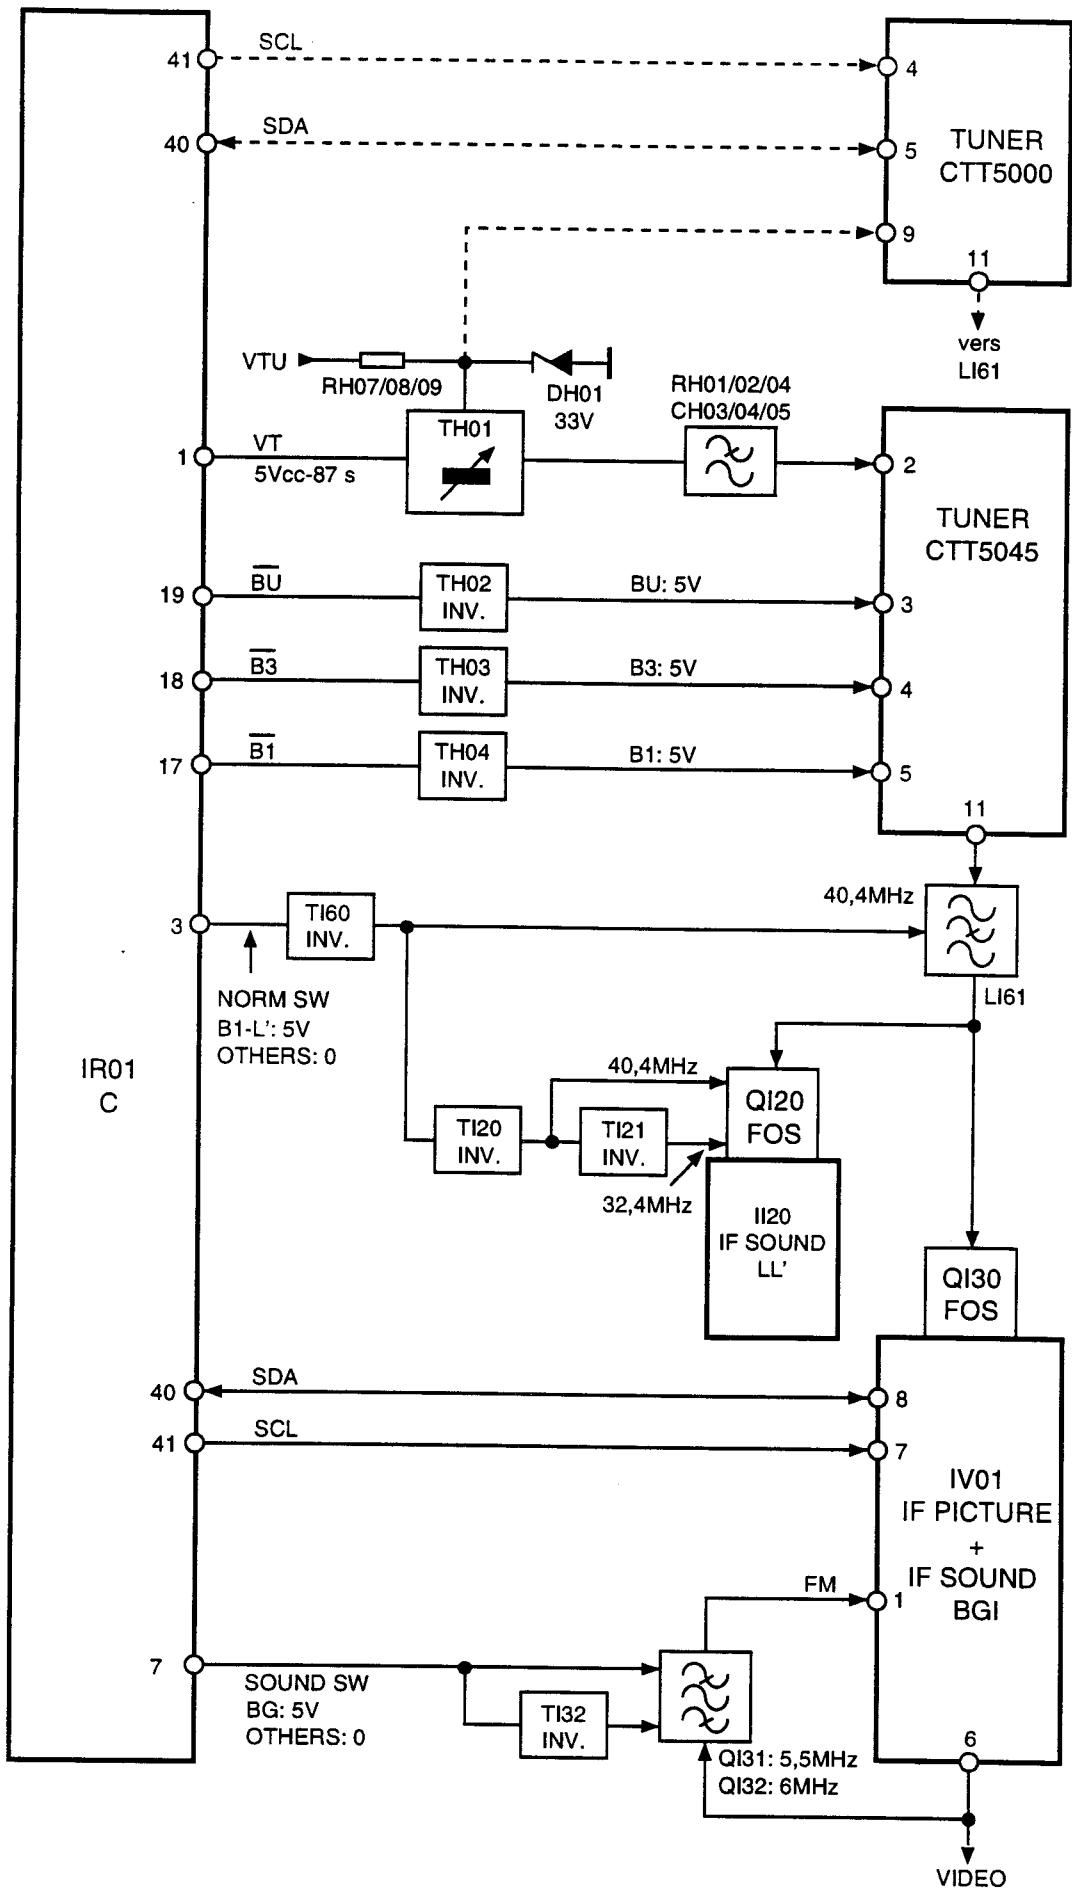 41
SCL
4
40
SDA
5
TUNER
CTT5000
9
11
vers
LI61
VTU
RH07/08/09
DH01
33V
RH01/02/04
CH03/04/05
TH01
1
VT
5Vcc-87 s
2
TUNER
CTT5045
19
BU
TH02
INV.
BU: 5V
3
18
B3
TH03
INV.
B3: 5V
4
17
B1
TH04
INV.
B1: 5V
5
11
40,4MHz
3
TI60
INV.
LI61
NORM SW
B1-L': 5V
OTHERS: 0
IR01
C
40,4MHz
QI20
FOS
TI20
INV.
TI21
INV.
32,4MHz
II20
IF SOUND
LL'
QI30
FOS
40
SDA
8
41
SCL
7
IV01
IF PICTURE
+
IF SOUND
BGI
FM
1
7
SOUND SW
BG: 5V
OTHERS: 0
TI32
INV.
QI31: 5,5MHz
QI32: 6MHz
6
VIDEO